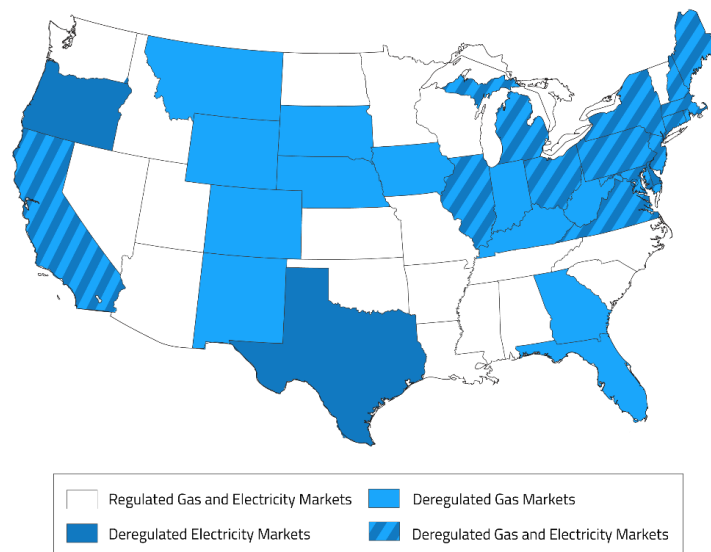 Regulated Gas and Electricity Markets
Deregulated Gas Markets
Deregulated Electricity Markets
Deregulated Gas and Electricity Markets